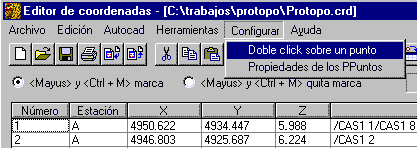 Editor de coordenadas - [C:\trabajos\protopo\Protopo.crd]
Archivo Edición Autocad Herramientas Configurar Ayuda
Doble click sobre un punto
Propiedades de los PPuntos
<Mayus> y <Ctrl + M> marca <Mayus> y <Ctrl + M> quita marca
Número Estación X Y Z
1 A 4950.622 4934.447 5.988 /CAS1 1/CAS8
2 A 4946.803 4925.687 6.224 /CAS1 2